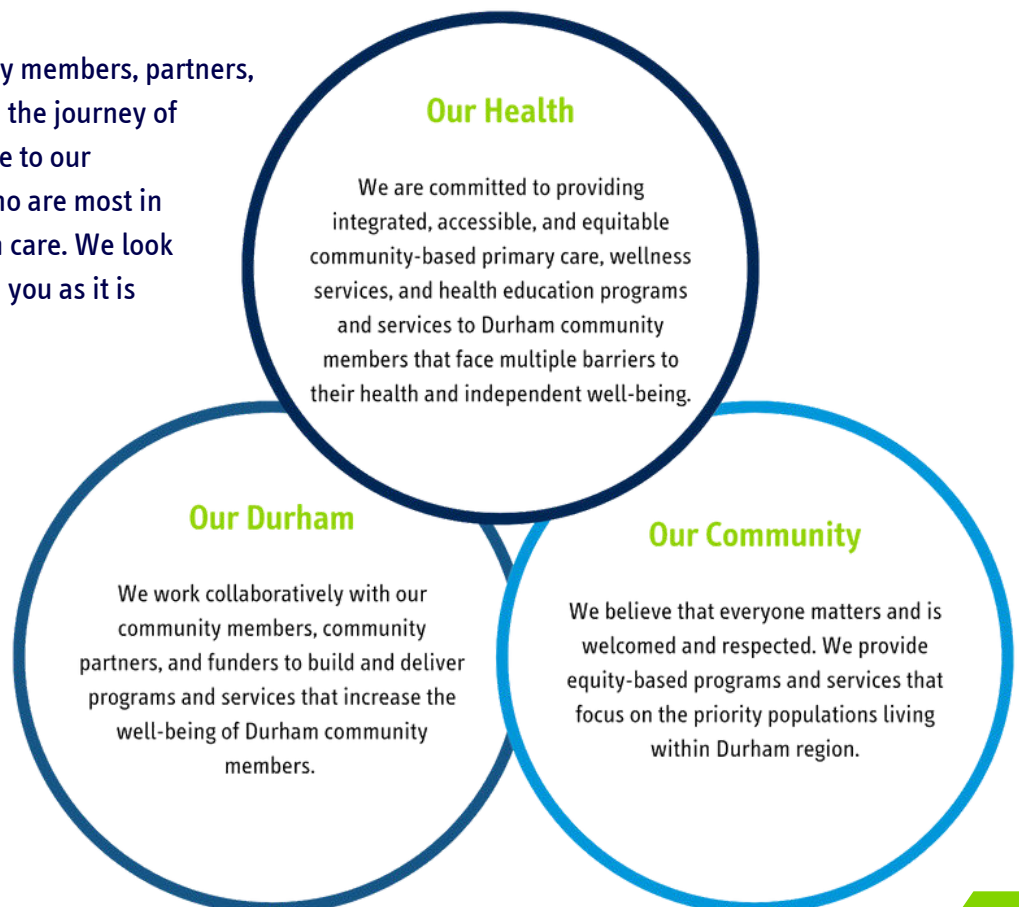 y members, partners,
the journey of
e to our
no are most in
care. We look
you as it is
Our Health
We are committed to providing
integrated, accessible, and equitable
community-based primary care, wellness
services, and health education programs
and services to Durham community
members that face multiple barriers to
their health and independent well-being.
Our Durham
We work collaboratively with our
community members, community
partners, and funders to build and deliver
programs and services that increase the
well-being of Durham community
members.
Our Community
We believe that everyone matters and is
welcomed and respected. We provide
equity-based programs and services that
focus on the priority populations living
within Durham region.